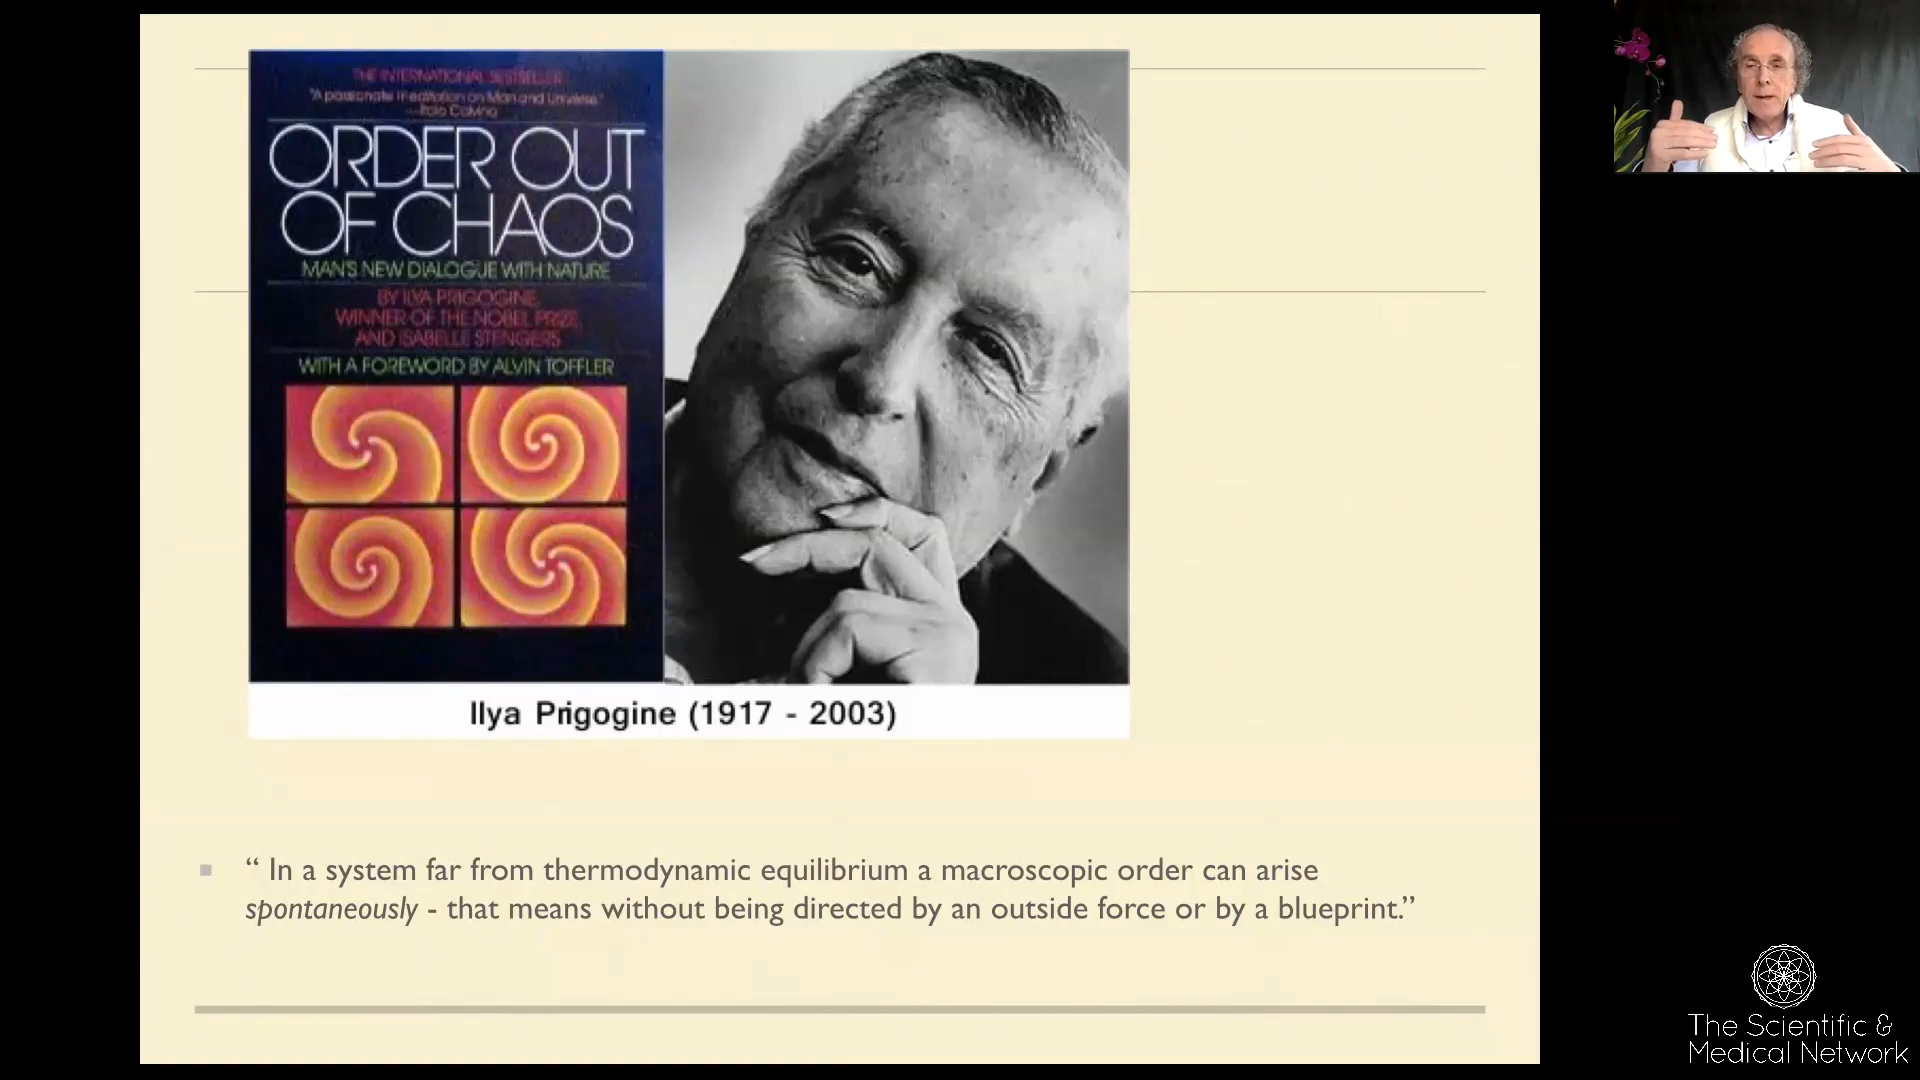 THE INTERNATIONAL BESTSELLER
"A passionate meditation on Man and Universe."
—Italo Calvino
ORDER OUT
OF CHAOS
MAN'S NEW DIALOGUE WITH NATURE
BY ILYA PRIGOGINE,
WINNER OF THE NOBEL PRIZE,
AND ISABELLE STENGERS
WITH A FOREWORD BY ALVIN TOFFLER
Ilya Prigogine (1917 - 2003)
“ In a system far from thermodynamic equilibrium a macroscopic order can arise
spontaneously - that means without being directed by an outside force or by a blueprint.”
The Scientific &
Medical Network